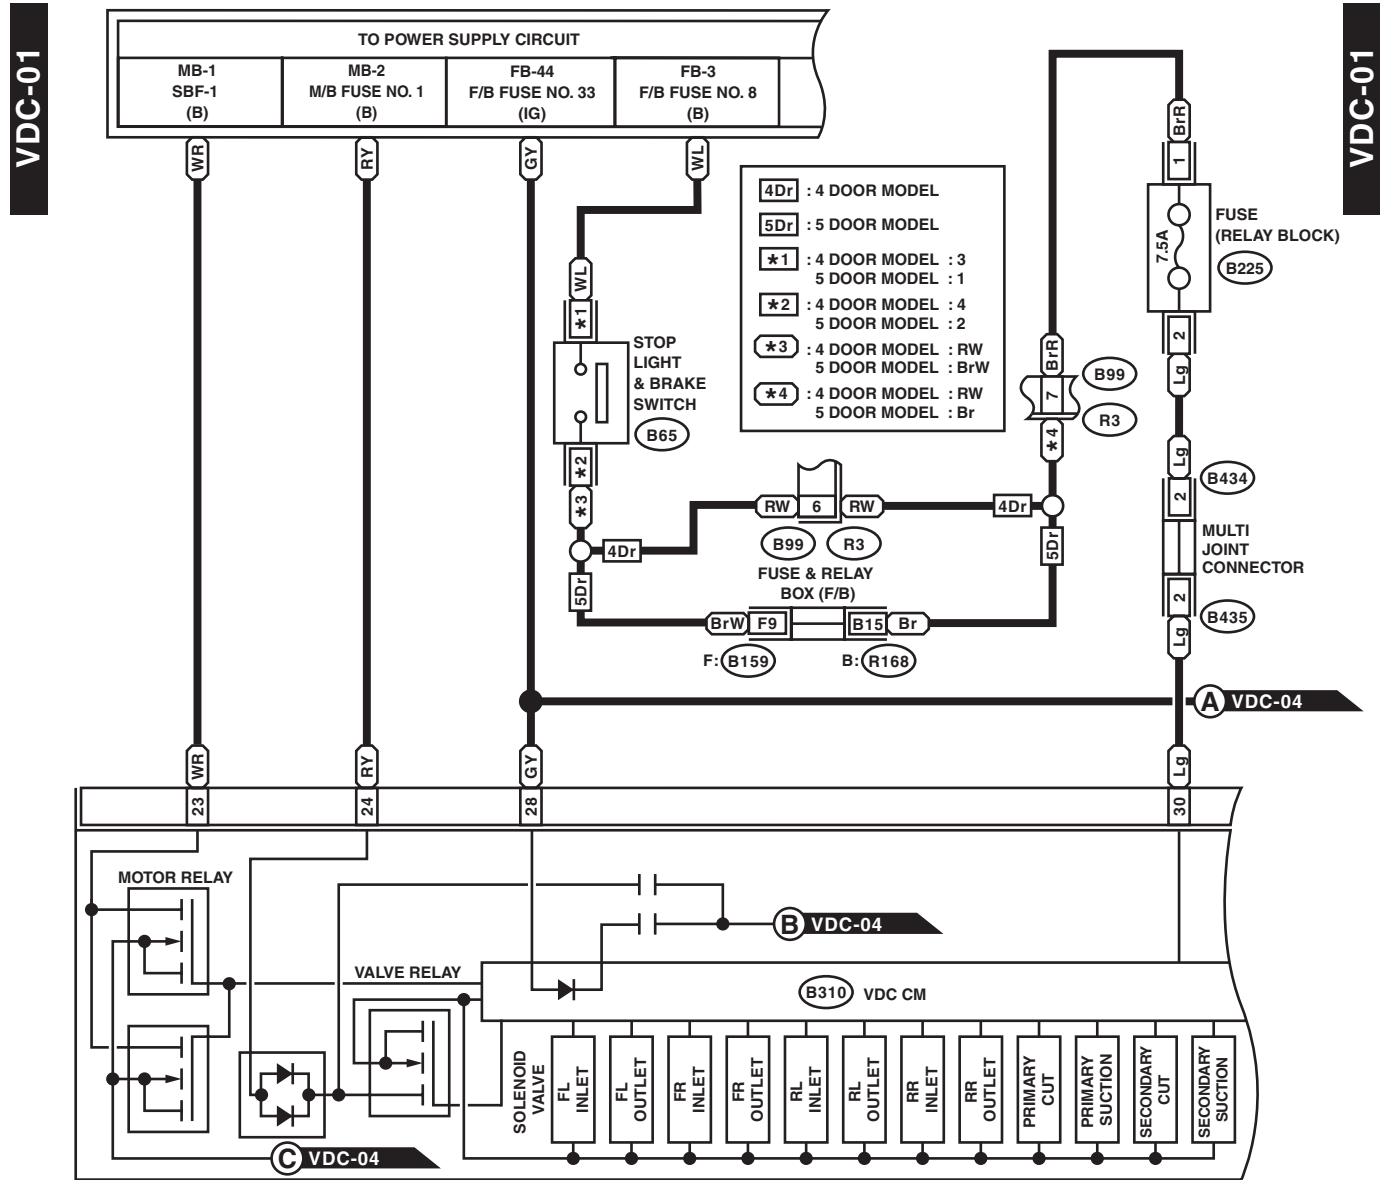 VDC-01
VDC-01
TO POWER SUPPLY CIRCUIT
MB-1
SBF-1
(B)
MB-2
M/B FUSE NO. 1
(B)
FB-44
F/B FUSE NO. 33
(IG)
FB-3
F/B FUSE NO. 8
(B)
WR
RY
GY
WL
BrR
1
7.5A
FUSE
(RELAY BLOCK)
B225
2
Lg
4Dr : 4 DOOR MODEL
5Dr : 5 DOOR MODEL
*1 : 4 DOOR MODEL : 3
5 DOOR MODEL : 1
*2 : 4 DOOR MODEL : 4
5 DOOR MODEL : 2
*3 : 4 DOOR MODEL : RW
5 DOOR MODEL : BrW
*4 : 4 DOOR MODEL : RW
5 DOOR MODEL : Br
WL
*1
STOP
LIGHT
& BRAKE
SWITCH
B65
*2
*3
BrR
7
B99
R3
*4
Lg
2
B434
MULTI
JOINT
CONNECTOR
2
B435
Lg
4Dr
RW
6
RW
4Dr
B99
R3
5Dr
5Dr
FUSE & RELAY
BOX (F/B)
BrW
F9
B15
Br
F: B159
B: R168
A VDC-04
WR
RY
GY
Lg
23
24
28
30
MOTOR RELAY
B VDC-04
VALVE RELAY
B310 VDC CM
SOLENOID
VALVE
FL
INLET
FL
OUTLET
FR
INLET
FR
OUTLET
RL
INLET
RL
OUTLET
RR
INLET
RR
OUTLET
PRIMARY
CUT
PRIMARY
SUCTION
SECONDARY
CUT
SECONDARY
SUCTION
C VDC-04